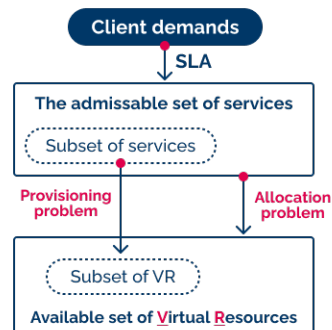 Client demands
SLA
The admissable set of services
Subset of services
Provisioning
problem
Allocation
problem
Subset of VR
Available set of Virtual Resources